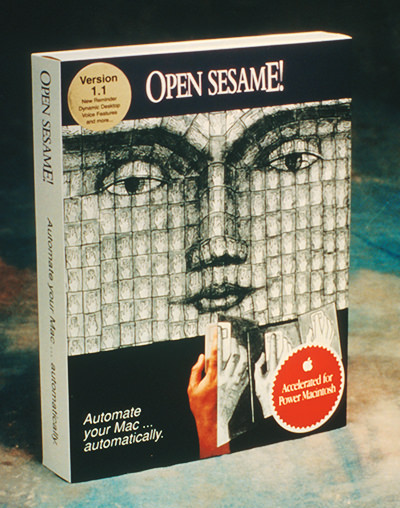 Version
1.1
New Reminder
Dynamic Desktop
Voice Features
and more...
OPEN SESAME!
OPEN SESAME!
Automate your Mac ... automatically.
Automate
your Mac ...
automatically.
Accelerated for
Power Macintosh